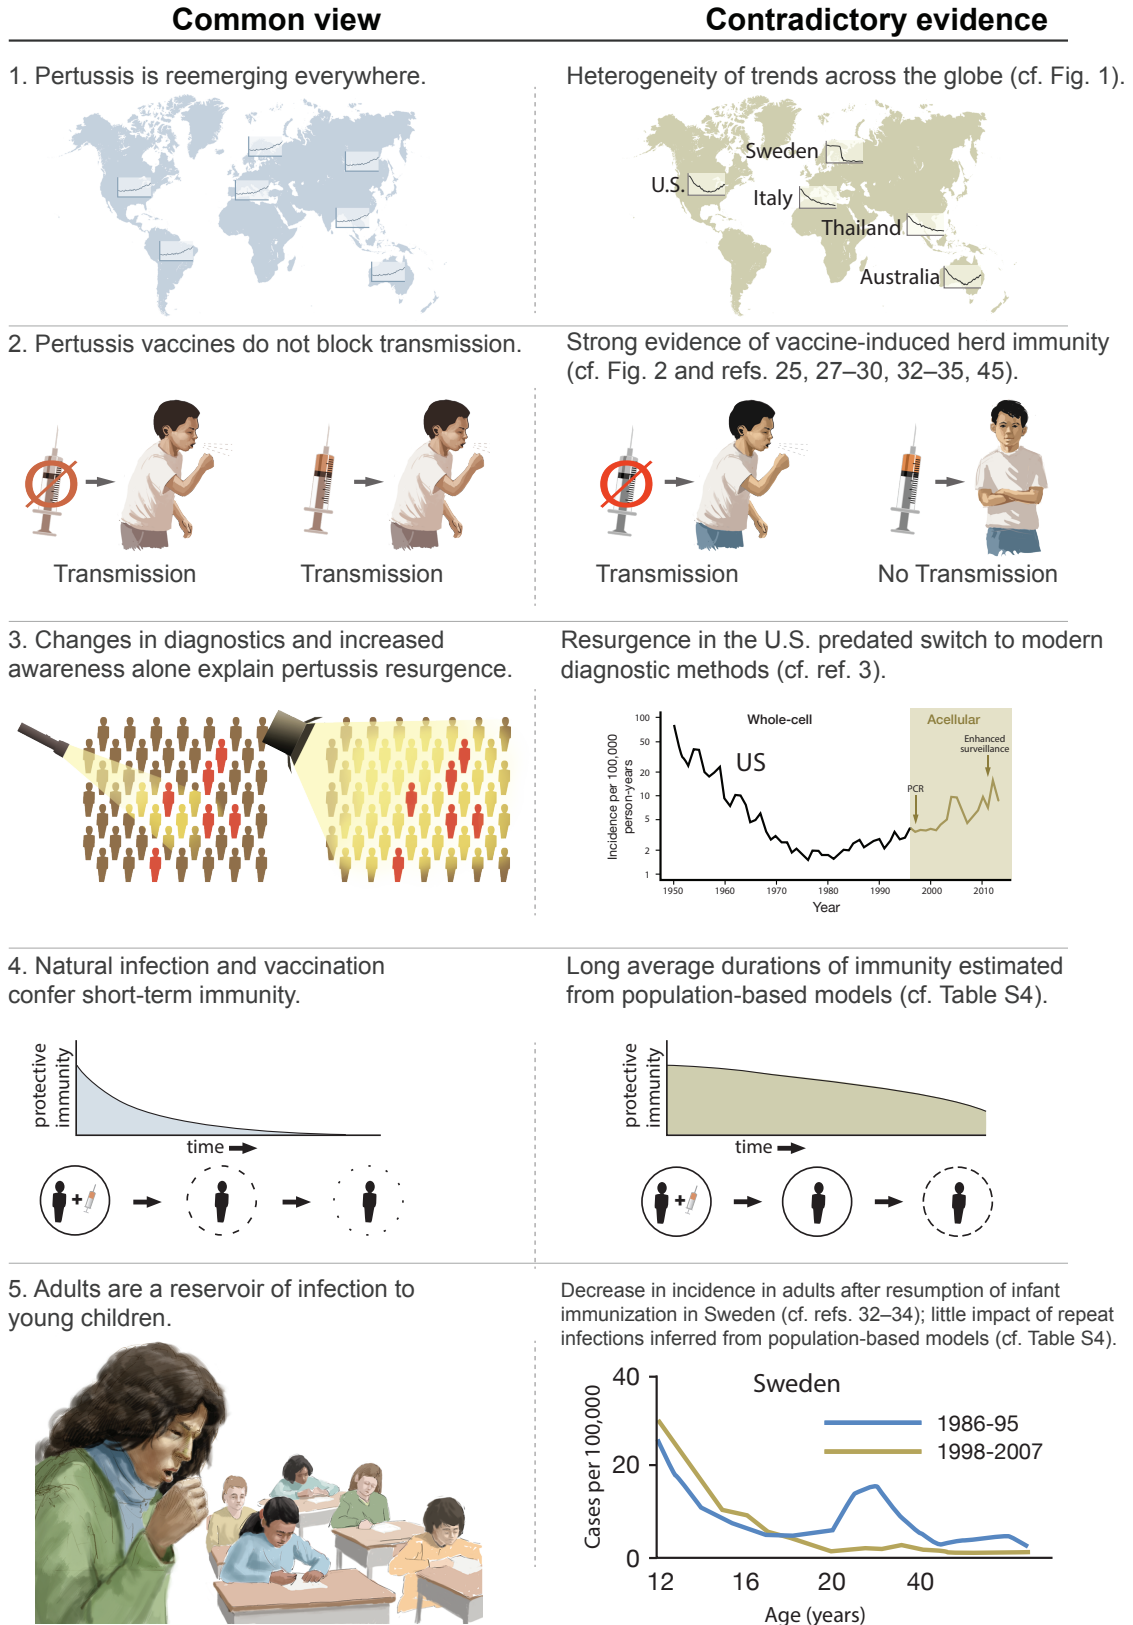 Common view
Contradictory evidence
1. Pertussis is reemerging everywhere.
Heterogeneity of trends across the globe (cf. Fig. 1).
Sweden
U.S.
Italy
Thailand
Australia
2. Pertussis vaccines do not block transmission.
Strong evidence of vaccine-induced herd immunity
(cf. Fig. 2 and refs. 25, 27–30, 32–35, 45).
Transmission
Transmission
Transmission
No Transmission
3. Changes in diagnostics and increased
awareness alone explain pertussis resurgence.
Resurgence in the U.S. predated switch to modern
diagnostic methods (cf. ref. 3).
Whole-cell
Acellular
US
Enhanced
surveillance
PCR
Incidence per 100,000
person-years
100
50
20
10
5
2
1
1950
1960
1970
1980
1990
2000
2010
Year
4. Natural infection and vaccination
confer short-term immunity.
Long average durations of immunity estimated
from population-based models (cf. Table S4).
protective
immunity
time
+
protective
immunity
time
+
5. Adults are a reservoir of infection to
young children.
Decrease in incidence in adults after resumption of infant
immunization in Sweden (cf. refs. 32–34); little impact of repeat
infections inferred from population-based models (cf. Table S4).
Sweden
1986-95
1998-2007
Cases per 100,000
40
20
0
12
16
20
40
Age (years)